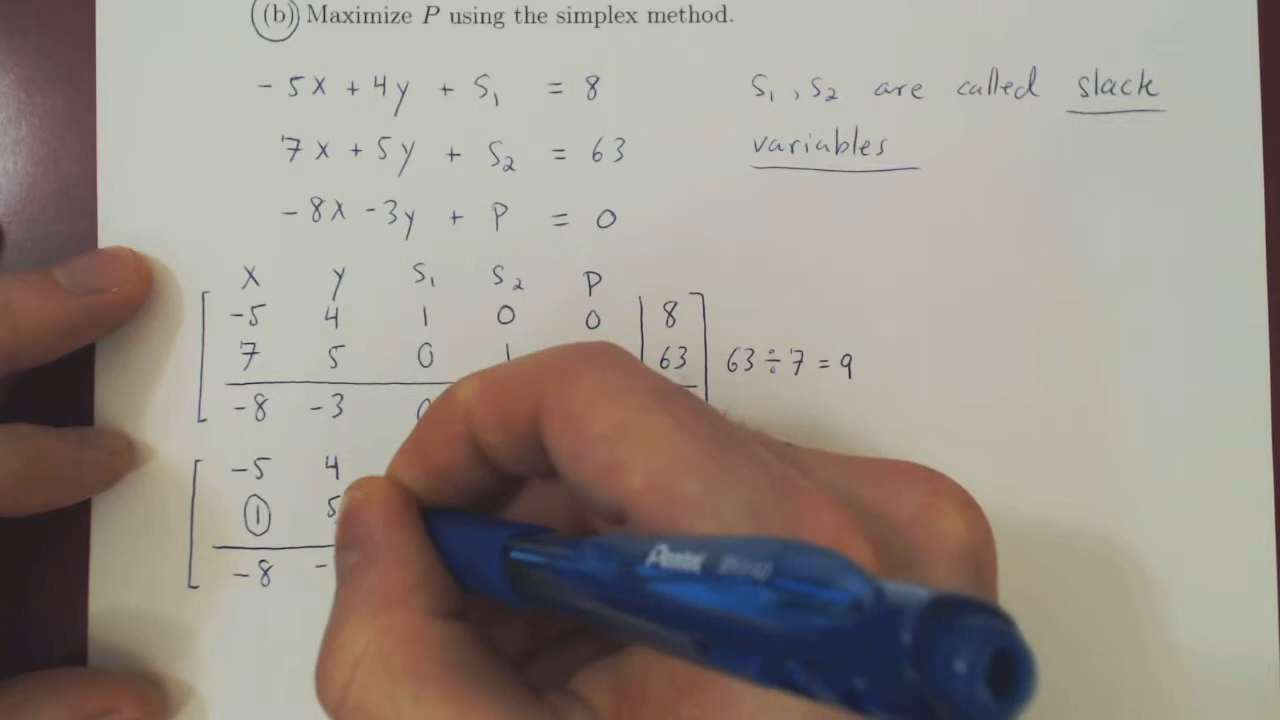 (b) Maximize P using the simplex method.
-5x + 4y + S₁ = 8
S₁, S₂ are called slack
7x + 5y + S₂ = 63
variables
-8x -3y + P = 0
x y S₁ S₂ P
-5 4 1 0 0 8
7 5 0 1 63 63 ÷ 7 = 9
-8 -3 0
-5 4
1 5
-8 -
Pentel